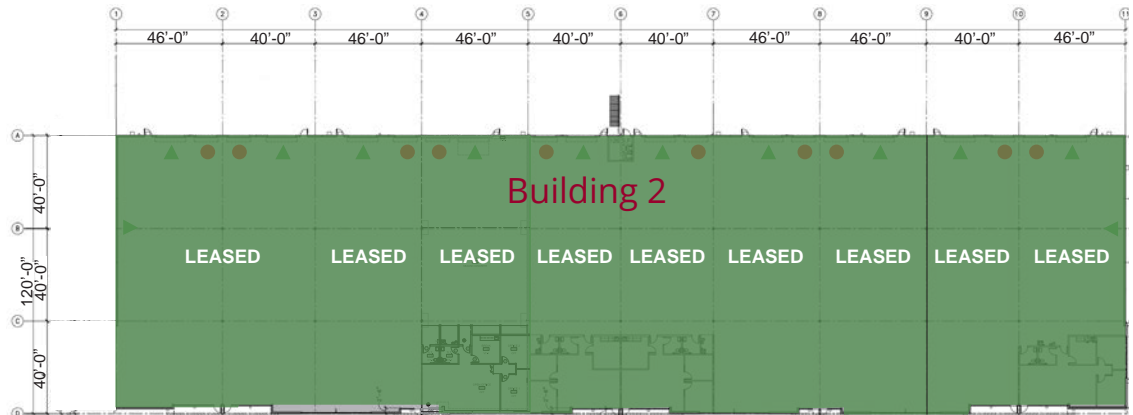 1 2 3 4 5 6 7 8 9 10 11
46’-0” 40’-0” 46’-0” 46’-0” 40’-0” 40’-0” 46’-0” 46’-0” 40’-0” 46’-0”
A
40’-0”
Building 2
B
LEASED LEASED LEASED LEASED LEASED LEASED LEASED LEASED LEASED
120’-0”
40’-0”
C
40’-0”
D